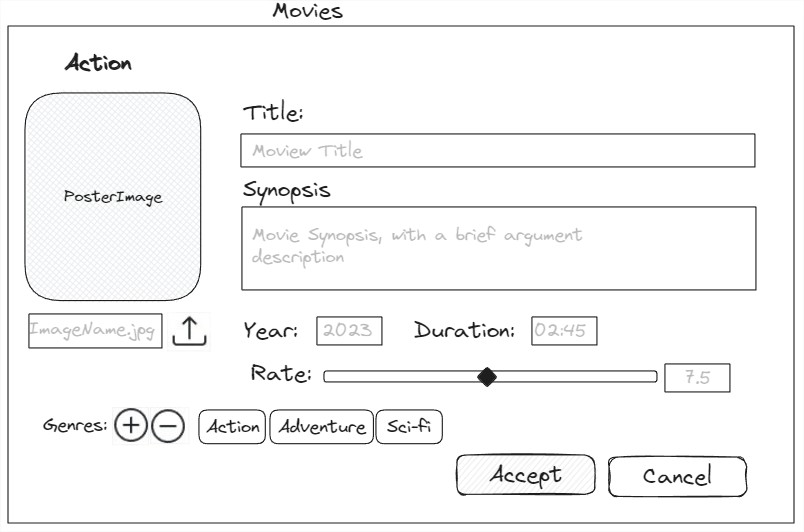 Movies
Action
PosterImage
Title:
Moview Title
Synopsis
Movie Synopsis, with a brief argument
description
ImageName.jpg
Year: 2023 Duration: 02:45
Rate: 7.5
Genres: Action Adventure Sci-fi
Accept Cancel